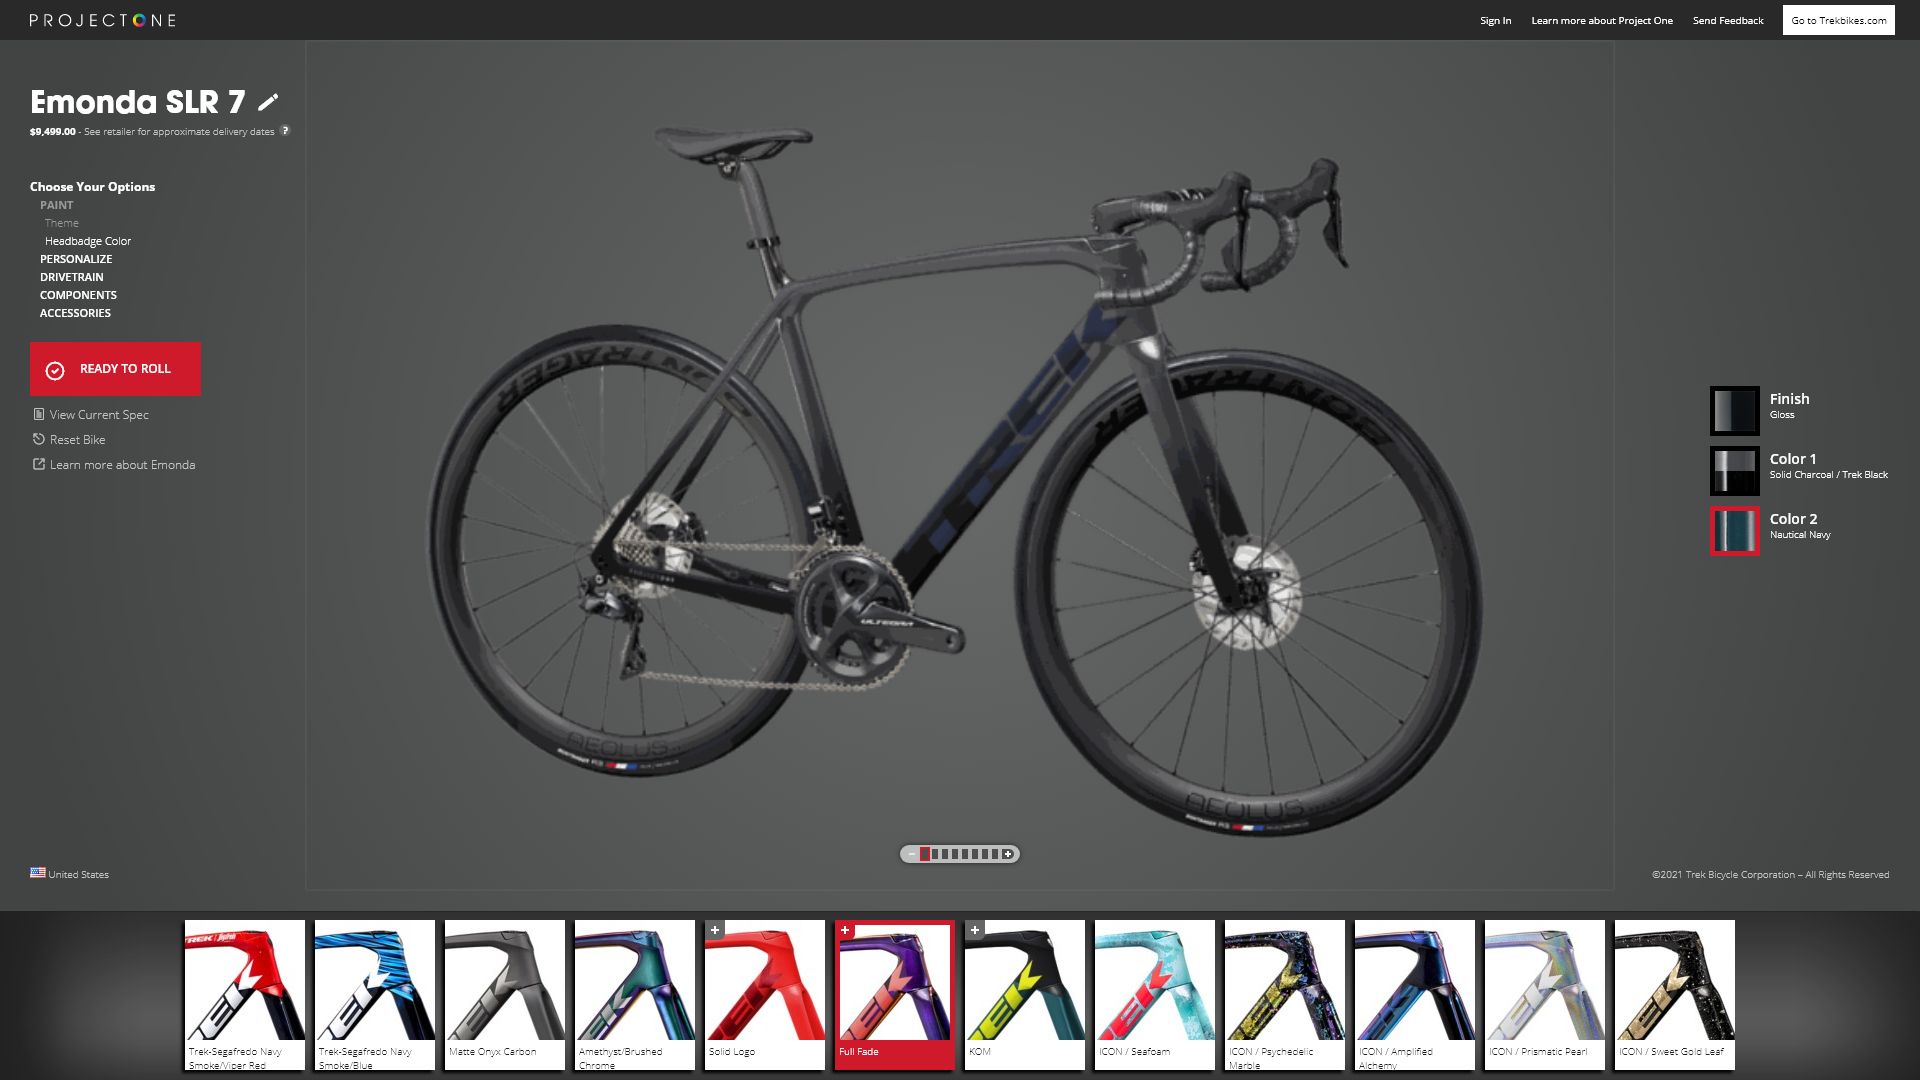 PROJECTONE
Sign In
Learn more about Project One
Send Feedback
Go to Trekbikes.com
Emonda SLR 7
$9,499.00 - See retailer for approximate delivery dates ?
Choose Your Options
PAINT
Theme
Headbadge Color
PERSONALIZE
DRIVETRAIN
COMPONENTS
ACCESSORIES
READY TO ROLL
View Current Spec
Reset Bike
Learn more about Emonda
TREK
ULTEGRA
AEOLUS
AEOLUS
Finish
Gloss
Color 1
Solid Charcoal / Trek Black
Color 2
Nautical Navy
United States
©2021 Trek Bicycle Corporation – All Rights Reserved
Trek-Segafredo Navy
Smoke/Viper Red
Trek-Segafredo Navy
Smoke/Blue
Matte Onyx Carbon
Amethyst/Brushed
Chrome
Solid Logo
Full Fade
KOM
ICON / Seafoam
ICON / Psychedelic
Marble
ICON / Amplified
Alchemy
ICON / Prismatic Pearl
ICON / Sweet Gold Leaf